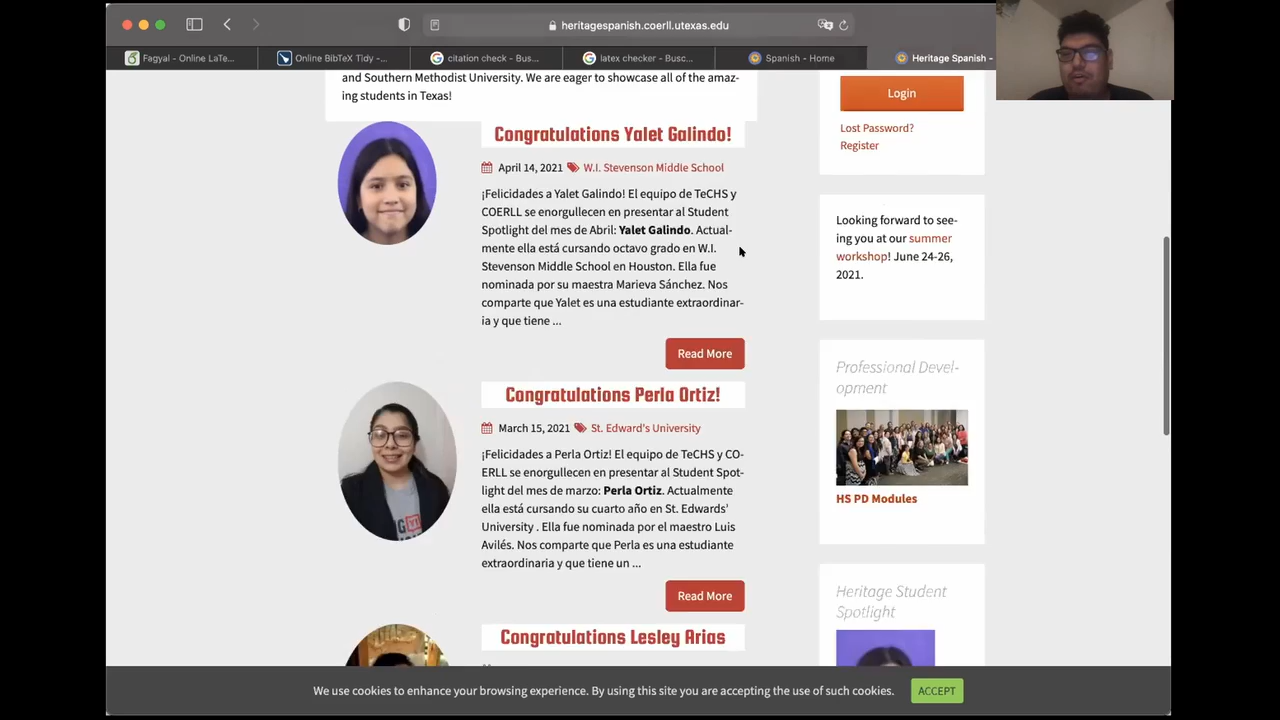 heritagespanish.coerll.utexas.edu
Fagyal - Online LaTe...
Online BibTeX Tidy -...
citation check - Bus...
latex checker - Busc...
Spanish - Home
Heritage Spanish -
and Southern Methodist University. We are eager to showcase all of the amaz-
ing students in Texas!
Congratulations Yalet Galindo!
April 14, 2021 W.I. Stevenson Middle School
¡Felicidades a Yalet Galindo! El equipo de TeCHS y
COERLL se enorgullecen en presentar al Student
Spotlight del mes de Abril: Yalet Galindo. Actual-
mente ella está cursando octavo grado en W.I.
Stevenson Middle School en Houston. Ella fue
nominada por su maestra Marieva Sánchez. Nos
comparte que Yalet es una estudiante extraordinar-
ia y que tiene ...
Read More
Congratulations Perla Ortiz!
March 15, 2021 St. Edward's University
¡Felicidades a Perla Ortiz! El equipo de TeCHS y CO-
ERLL se enorgullecen en presentar al Student Spot-
light del mes de marzo: Perla Ortiz. Actualmente
ella está cursando su cuarto año en St. Edwards'
University . Ella fue nominada por el maestro Luis
Avilés. Nos comparte que Perla es una estudiante
extraordinaria y que tiene un ...
Read More
Congratulations Lesley Arias
Login
Lost Password?
Register
Looking forward to see-
ing you at our summer
workshop! June 24-26,
2021.
Professional Devel-
opment
HS PD Modules
Heritage Student
Spotlight
We use cookies to enhance your browsing experience. By using this site you are accepting the use of such cookies.
ACCEPT